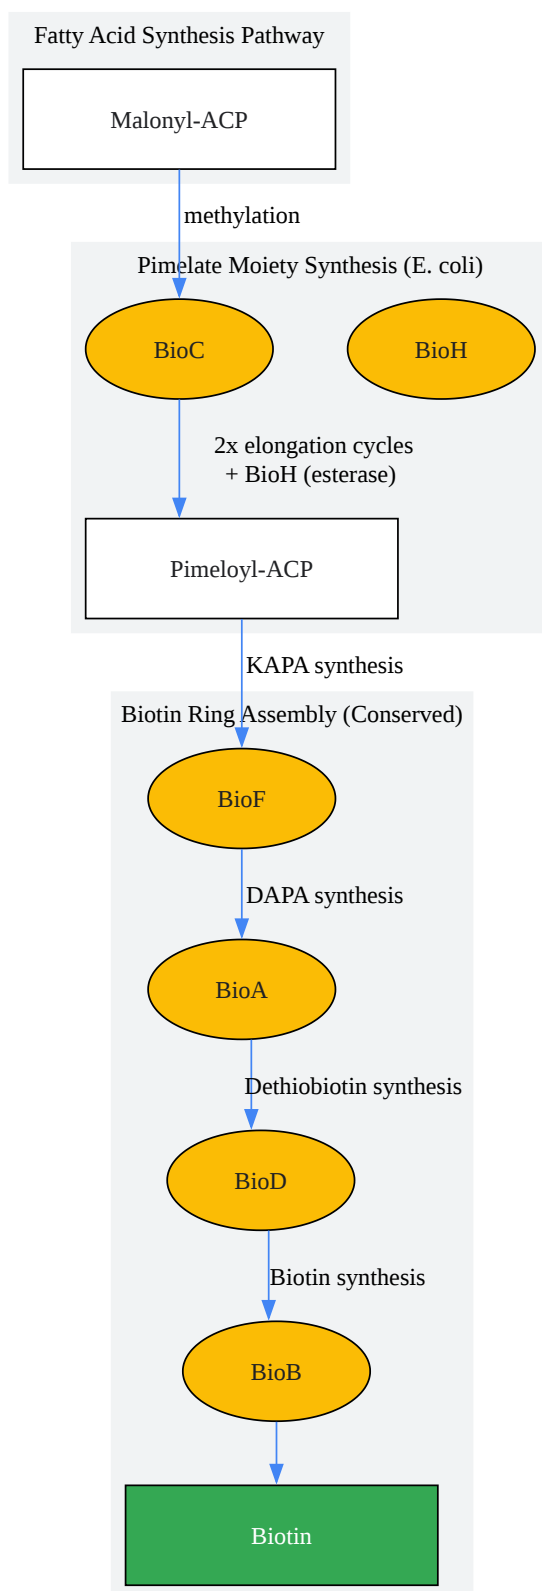 Fatty Acid Synthesis Pathway
Malonyl-ACP
methylation
Pimelate Moiety Synthesis (E. coli)
BioC
BioH
2x elongation cycles
+ BioH (esterase)
Pimeloyl-ACP
KAPA synthesis
Biotin Ring Assembly (Conserved)
BioF
DAPA synthesis
BioA
Dethiobiotin synthesis
BioD
Biotin synthesis
BioB
Biotin